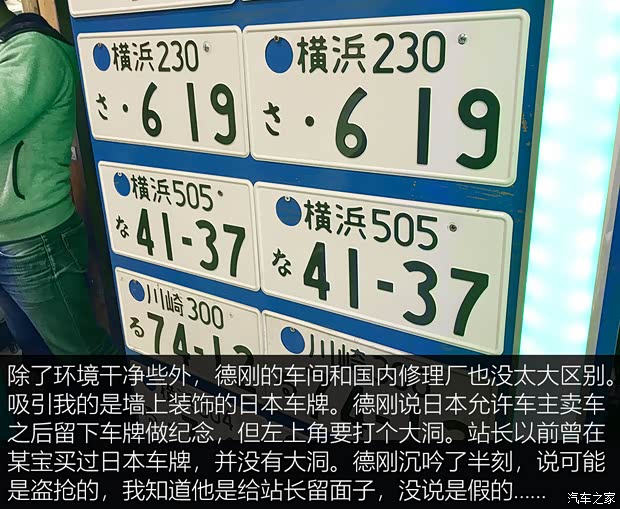 横浜230
さ・619
横浜230
さ・619
横浜505
な 41-37
横浜505
な 41-37
川崎300
る 74-1
川崎
除了环境干净些外，德刚的车间和国内修理厂也没太大区别。
吸引我的是墙上装饰的日本车牌。德刚说日本允许车主卖车
之后留下车牌做纪念，但左上角要打个大洞。站长以前曾在
某宝买过日本车牌，并没有大洞。德刚沉吟了半刻，说可能
是盗抢的，我知道他是给站长留面子，没说是假的......
汽车之家